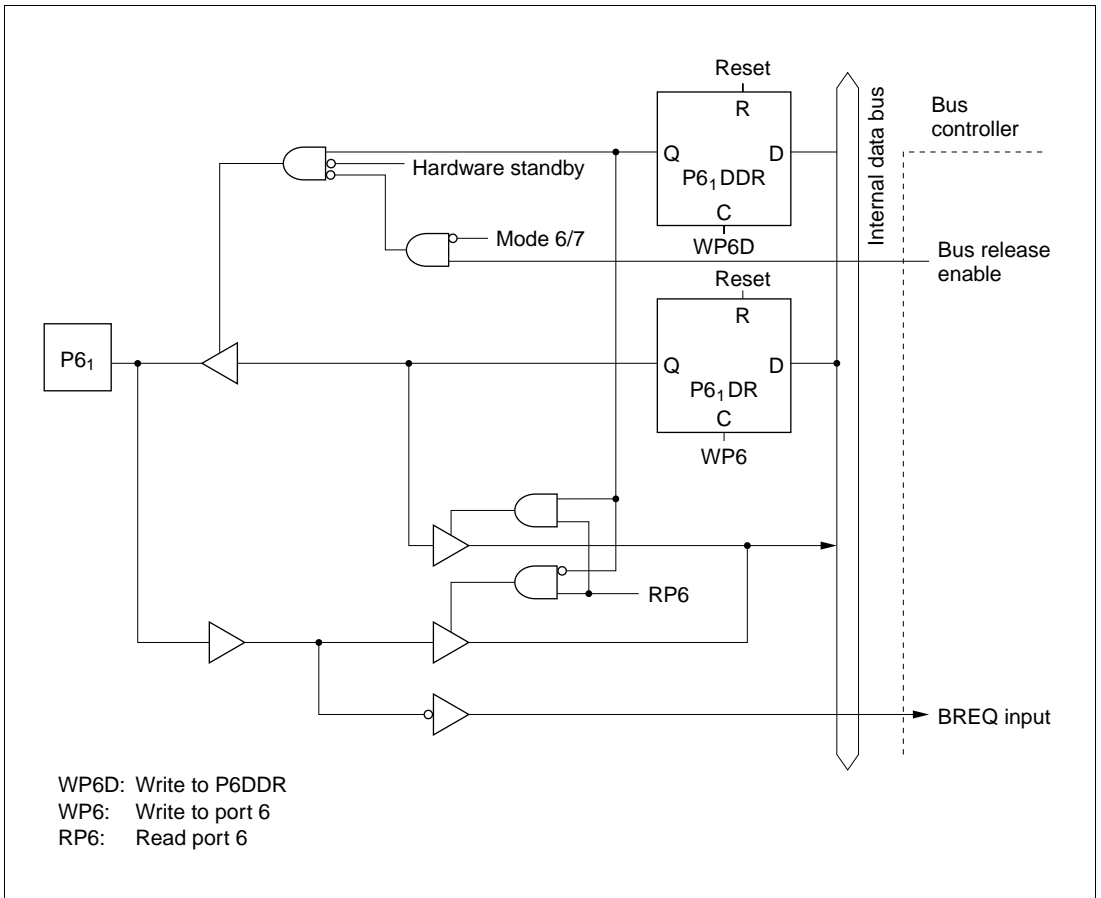 Reset
R
Q
D
P6₁DDR
C
WP6D
Hardware standby
Mode 6/7
Internal data bus
Bus
controller
Bus release
enable
Reset
R
Q
D
P6₁DR
C
WP6
P6₁
RP6
BREQ input
WP6D: Write to P6DDR
WP6: Write to port 6
RP6: Read port 6